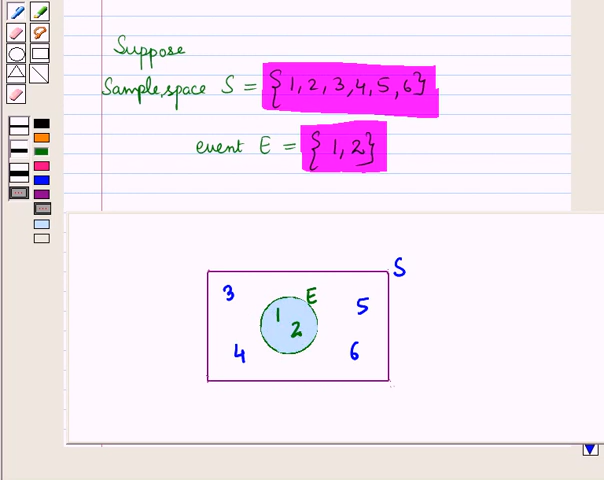 Suppose
Sample space S = {1, 2, 3, 4, 5, 6}
event E = {1, 2}
S
3 E 5
1
2
4 6